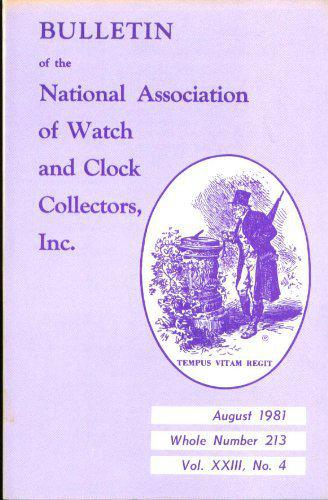 BULLETIN
of the
National Association
of Watch
and Clock
Collectors,
Inc.
TEMPUS VITAM REGIT
August 1981
Whole Number 213
Vol. XXIII, No. 4